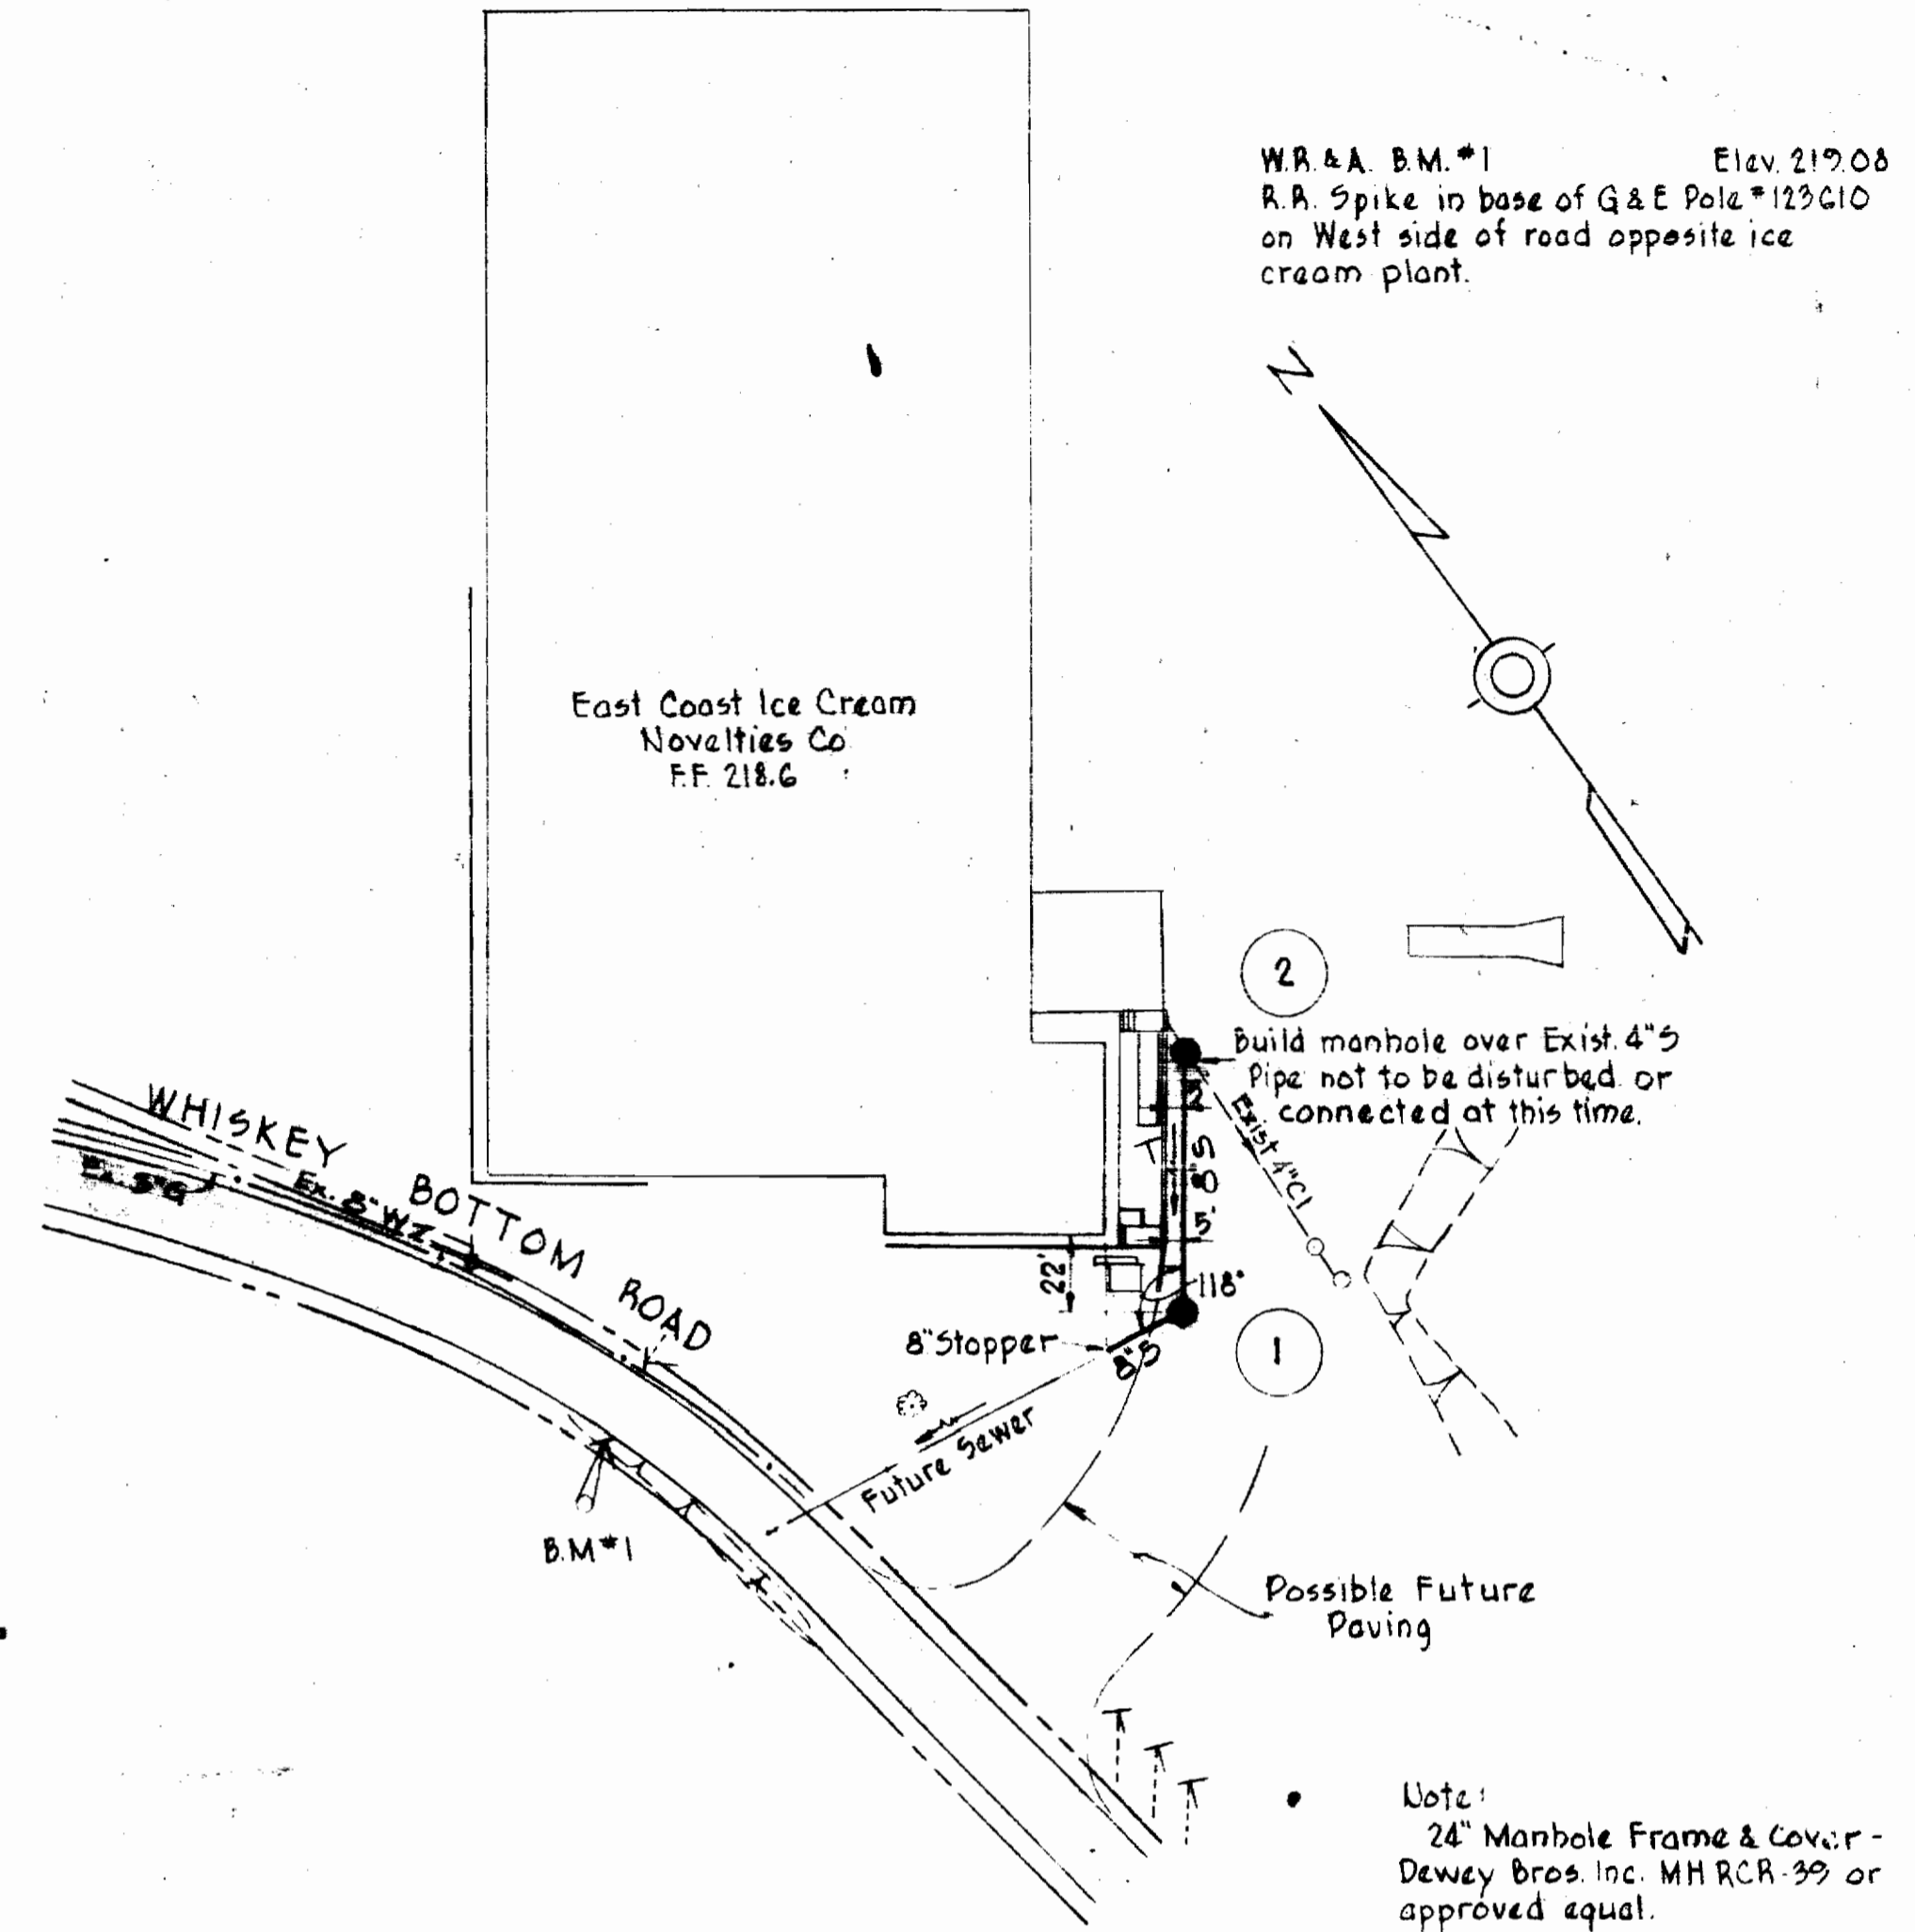 W.R. & A. B.M. #1 Elev. 219.08
R.R. Spike in base of G & E Pole #123610
on West side of road opposite ice
cream plant.
N
East Coast Ice Cream
Novelties Co.
F.F. 218.6
2
Build manhole over Exist. 4"S
Pipe not to be disturbed or
connected at this time.
Exist 4"CI
2'
8"S
5'
118°
22'
8" Stopper
8"S
1
WHISKEY BOTTOM ROAD
Ex. 8" W
Future Sewer
B.M #1
Possible Future
Paving
Note:
24" Manhole Frame & Cover -
Dewey Bros. Inc. MH RCR-39 or
approved equal.